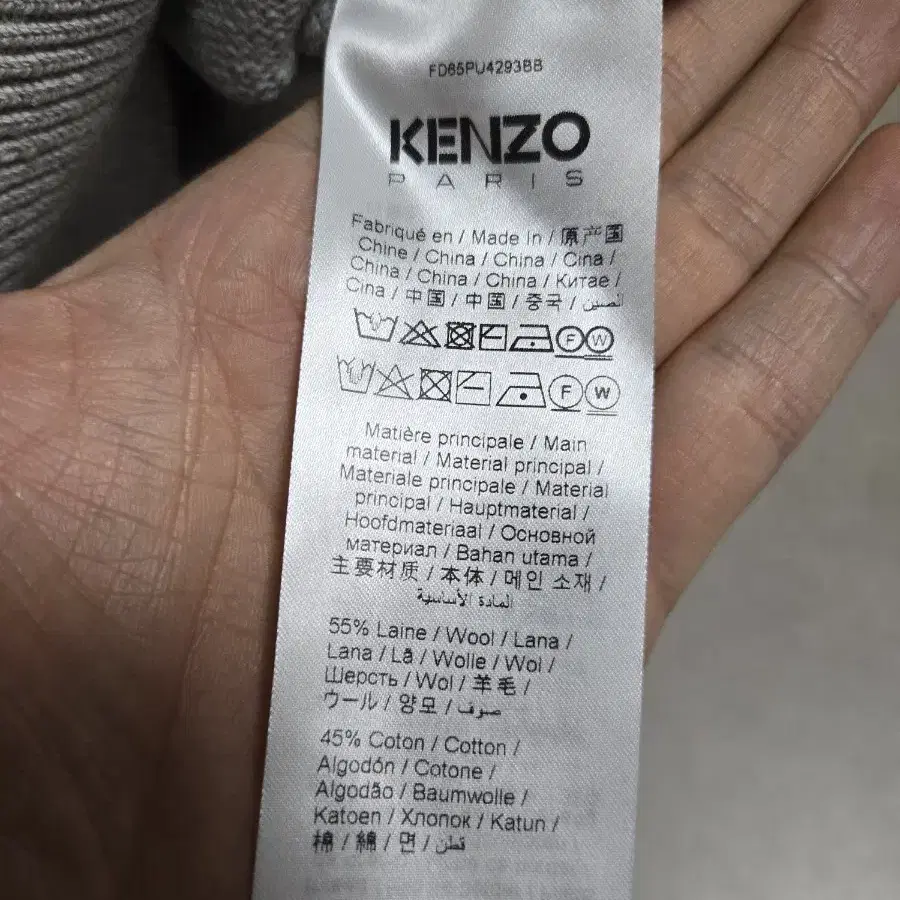 FD65PU4293BB
KENZO
PARIS
Fabriqué en / Made In / 原产国
Chine / China / China / Cina /
China / China / China / Китае /
Cina / 中国 / 中国 / 중국 / الصين
F W
F W
Matière principale / Main
material / Material principal /
Materiale principale / Material
principal / Hauptmaterial /
Hoofdmateriaal / Основной
материал / Bahan utama /
主要材质 / 本体 / 메인 소재 /
المادة الأساسية
55% Laine / Wool / Lana /
Lana / Lã / Wolle / Wol /
Шерсть / Wol / 羊毛 /
ウール / 양모 / صوف
45% Coton / Cotton /
Algodón / Cotone /
Algodão / Baumwolle /
Katoen / Хлопок / Katun /
棉 / 綿 / 면 / قطن